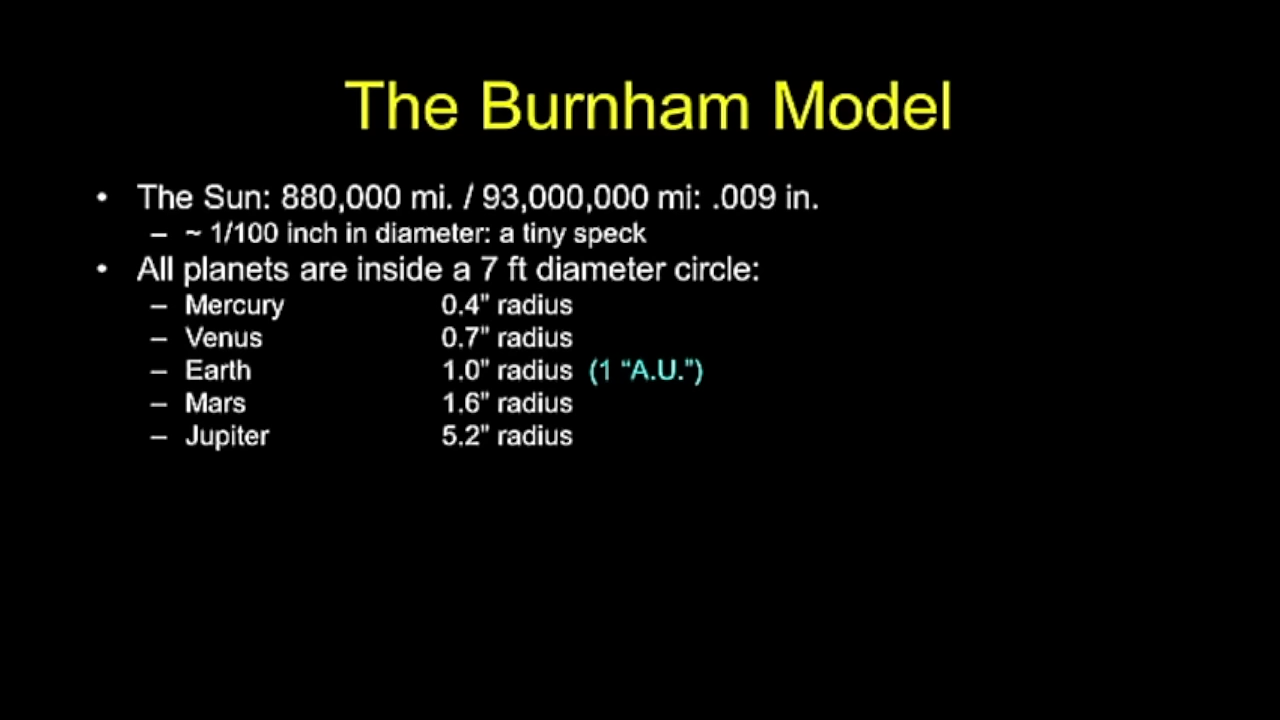 The Burnham Model
• The Sun: 880,000 mi. / 93,000,000 mi: .009 in.
– ~ 1/100 inch in diameter: a tiny speck
• All planets are inside a 7 ft diameter circle:
– Mercury 0.4" radius
– Venus 0.7" radius
– Earth 1.0" radius (1 “A.U.”)
– Mars 1.6" radius
– Jupiter 5.2" radius